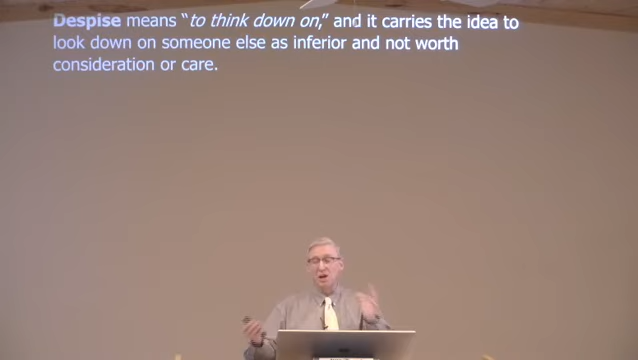 Despise means "to think down on," and it carries the idea to
look down on someone else as inferior and not worth
consideration or care.